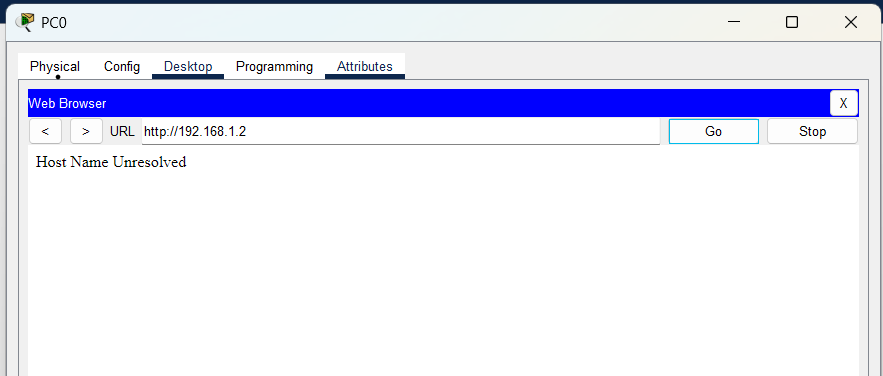 PC0
Physical Config Desktop Programming Attributes
Web Browser X
< > URL http://192.168.1.2 Go Stop
Host Name Unresolved